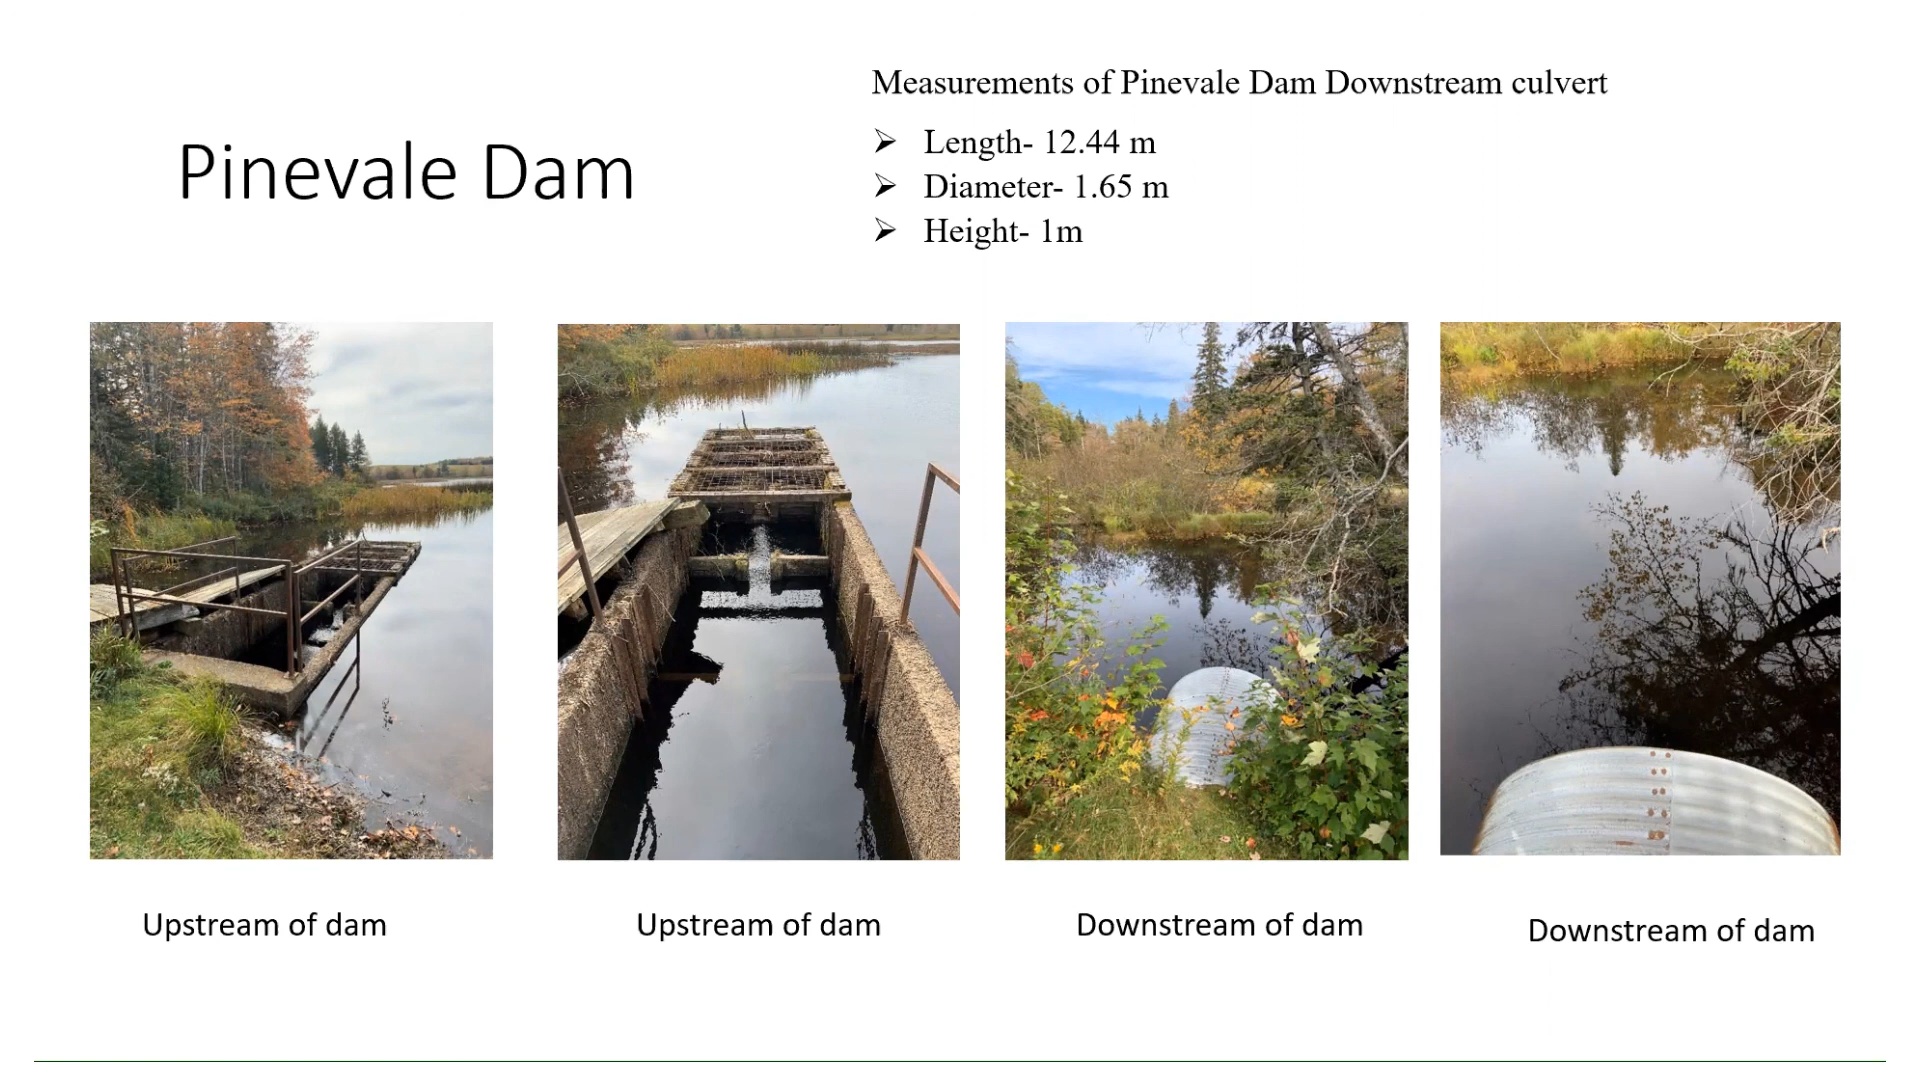 Pinevale Dam
Measurements of Pinevale Dam Downstream culvert
Length- 12.44 m
Diameter- 1.65 m
Height- 1m
Upstream of dam
Upstream of dam
Downstream of dam
Downstream of dam